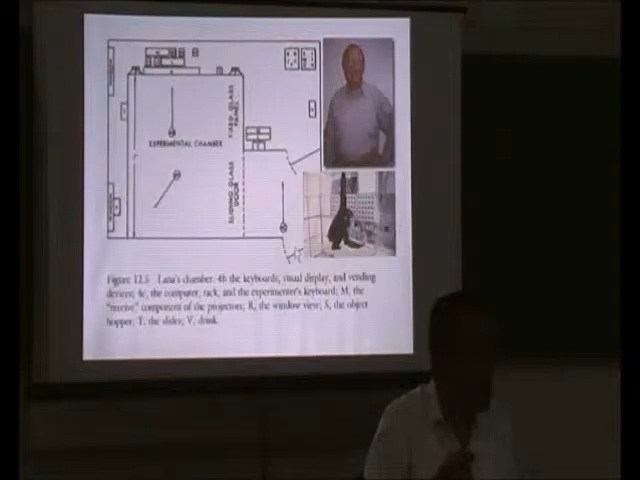 EXPERIMENTAL CHAMBER
FIXED GLASS
PANEL
SLIDING GLASS
DOOR
Figure 12.5 Lana's chamber. 4b the keyboards, visual display, and vending
devices; the computer, rack, and the experimenter's keyboard; M, the
"receive" component of the projectors; R, the window view; S, the object
hopper; T, the slides; V, drink.